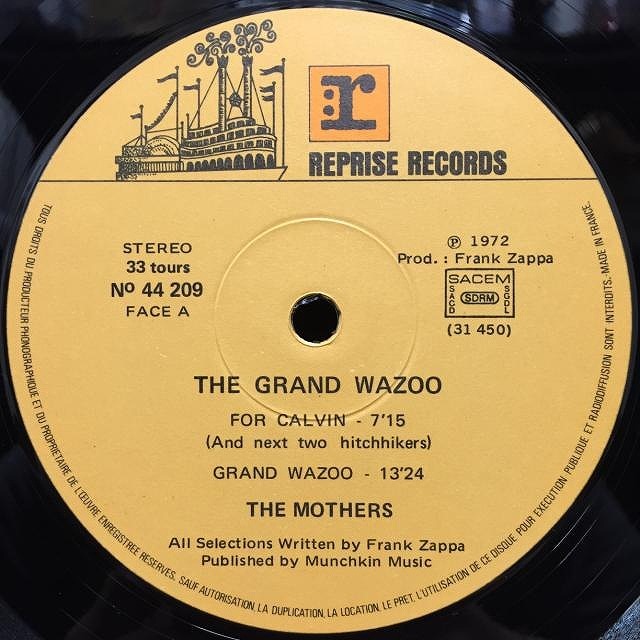 r
REPRISE RECORDS
STEREO
33 tours
Nº 44 209
FACE A
℗ 1972
Prod. : Frank Zappa
SACEM
SACD
SDRM
SGDL
(31 450)
THE GRAND WAZOO
FOR CALVIN - 7'15
(And next two hitchhikers)
GRAND WAZOO - 13'24
THE MOTHERS
All Selections Written by Frank Zappa
Published by Munchkin Music
TOUS DROITS DU PRODUCTEUR PHONOGRAPHIQUE ET DU PROPRIETAIRE DE L'ŒUVRE ENREGISTREE RESERVES. SAUF AUTORISATION, LA DUPLICATION, LA LOCATION, LE PRET, L'UTILISATION DE CE DISQUE POUR EXECUTION PUBLIQUE ET RADIODIFFUSION SONT INTERDITS - MADE IN FRANCE.